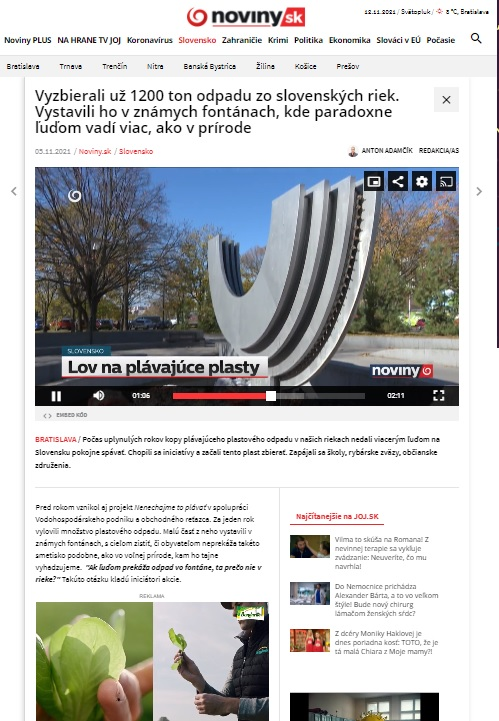 noviny sk
12.11.2021 / Svätopluk / 8 °C, Bratislava
Noviny PLUS NA HRANE TV JOJ Koronavírus Slovensko Zahraničie Krimi Politika Ekonomika Slováci v EÚ Počasie
Bratislava Trnava Trenčín Nitra Banská Bystrica Žilina Košice Prešov
Vyzbierali už 1200 ton odpadu zo slovenských riek.
Vystavili ho v známych fontánach, kde paradoxne
ľuďom vadí viac, ako v prírode
05.11.2021 / Noviny.sk / Slovensko
ANTON ADAMČÍK REDAKCIA/AS
SLOVENSKO
Lov na plávajúce plasty
noviny
01:06
02:11
EMBED KÓD
BRATISLAVA / Počas uplynulých rokov kopy plávajúceho plastového odpadu v našich riekach nedali viacerým ľuďom na
Slovensku pokojne spávať. Chopili sa iniciatívy a začali tento plast zbierať. Zapájali sa školy, rybárske zväzy, občianske
združenia.
Pred rokom vznikol aj projekt Nenechajme to plávať v spolupráci
Vodohospodárskeho podniku a obchodného reťazca. Za jeden rok
vylovili množstvo plastového odpadu. Malú časť z neho vystavili v
známych fontánach, s cieľom zistiť, či obyvateľom neprekáža takéto
smetisko podobne, ako vo voľnej prírode, kam ho tajne
vyhadzujeme. "Ak ľuďom prekáža odpad vo fontáne, ta prečo nie v
rieke?" Takúto otázku kladú iniciátori akcie.
REKLAMA
Najčítanejšie na JOJ.SK
Vilma to skúša na Romana! Z
nevinnej terapie sa vykľuje
zvádzanie: Neuveríte, čo mu
navrhla!
Do Nemocnice prichádza
Alexander Bárta, a to vo veľkom
štýle! Bude nový chirurg
lámačom ženských sŕdc?
Z dcéry Moniky Haklovej je
dnes poriadna kosť: TOTO, že je
tá malá Chiara z Mojej mamy?!